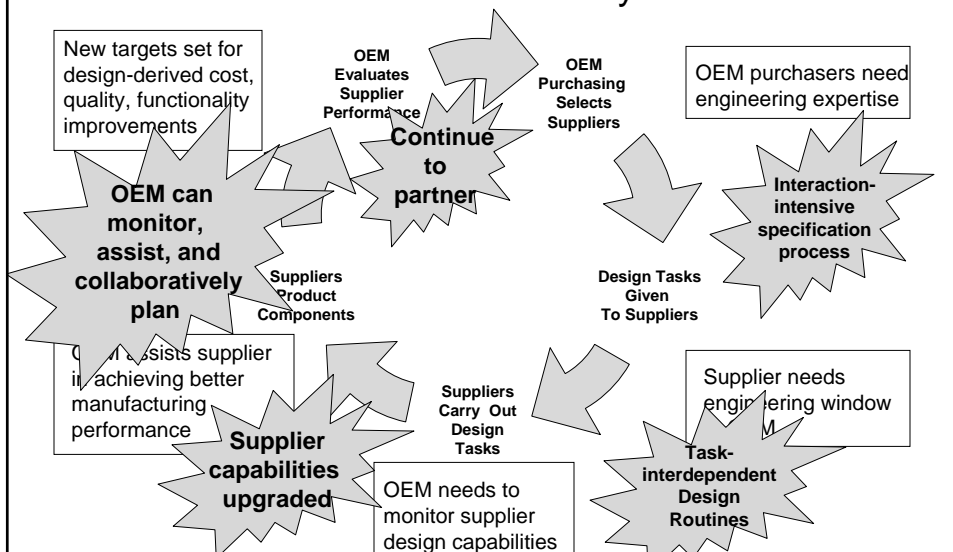 New targets set for
design-derived cost,
quality, functionality
improvements
OEM
Evaluates
Supplier
Performance
OEM
Purchasing
Selects
Suppliers
OEM purchasers need
engineering expertise
Continue
to
partner
OEM can
monitor,
assist, and
collaboratively
plan
Interaction-
intensive
specification
process
Suppliers
Product
Components
Design Tasks
Given
To Suppliers
assists supplier
in achieving better
manufacturing
performance
Supplier
capabilities
upgraded
Suppliers
Carry Out
Design
Tasks
Supplier needs
engineering window
Task-
interdependent
Design
Routines
OEM needs to
monitor supplier
design capabilities